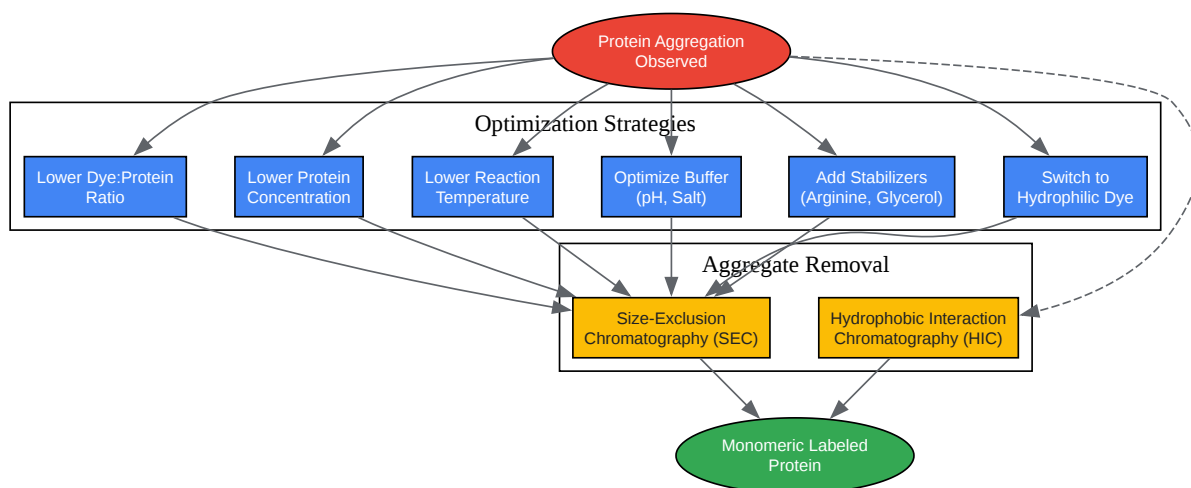 Protein Aggregation
Observed
Optimization Strategies
Lower Dye:Protein
Ratio
Lower Protein
Concentration
Lower Reaction
Temperature
Optimize Buffer
(pH, Salt)
Add Stabilizers
(Arginine, Glycerol)
Switch to
Hydrophilic Dye
Aggregate Removal
Size-Exclusion
Chromatography (SEC)
Hydrophobic Interaction
Chromatography (HIC)
Monomeric Labeled
Protein